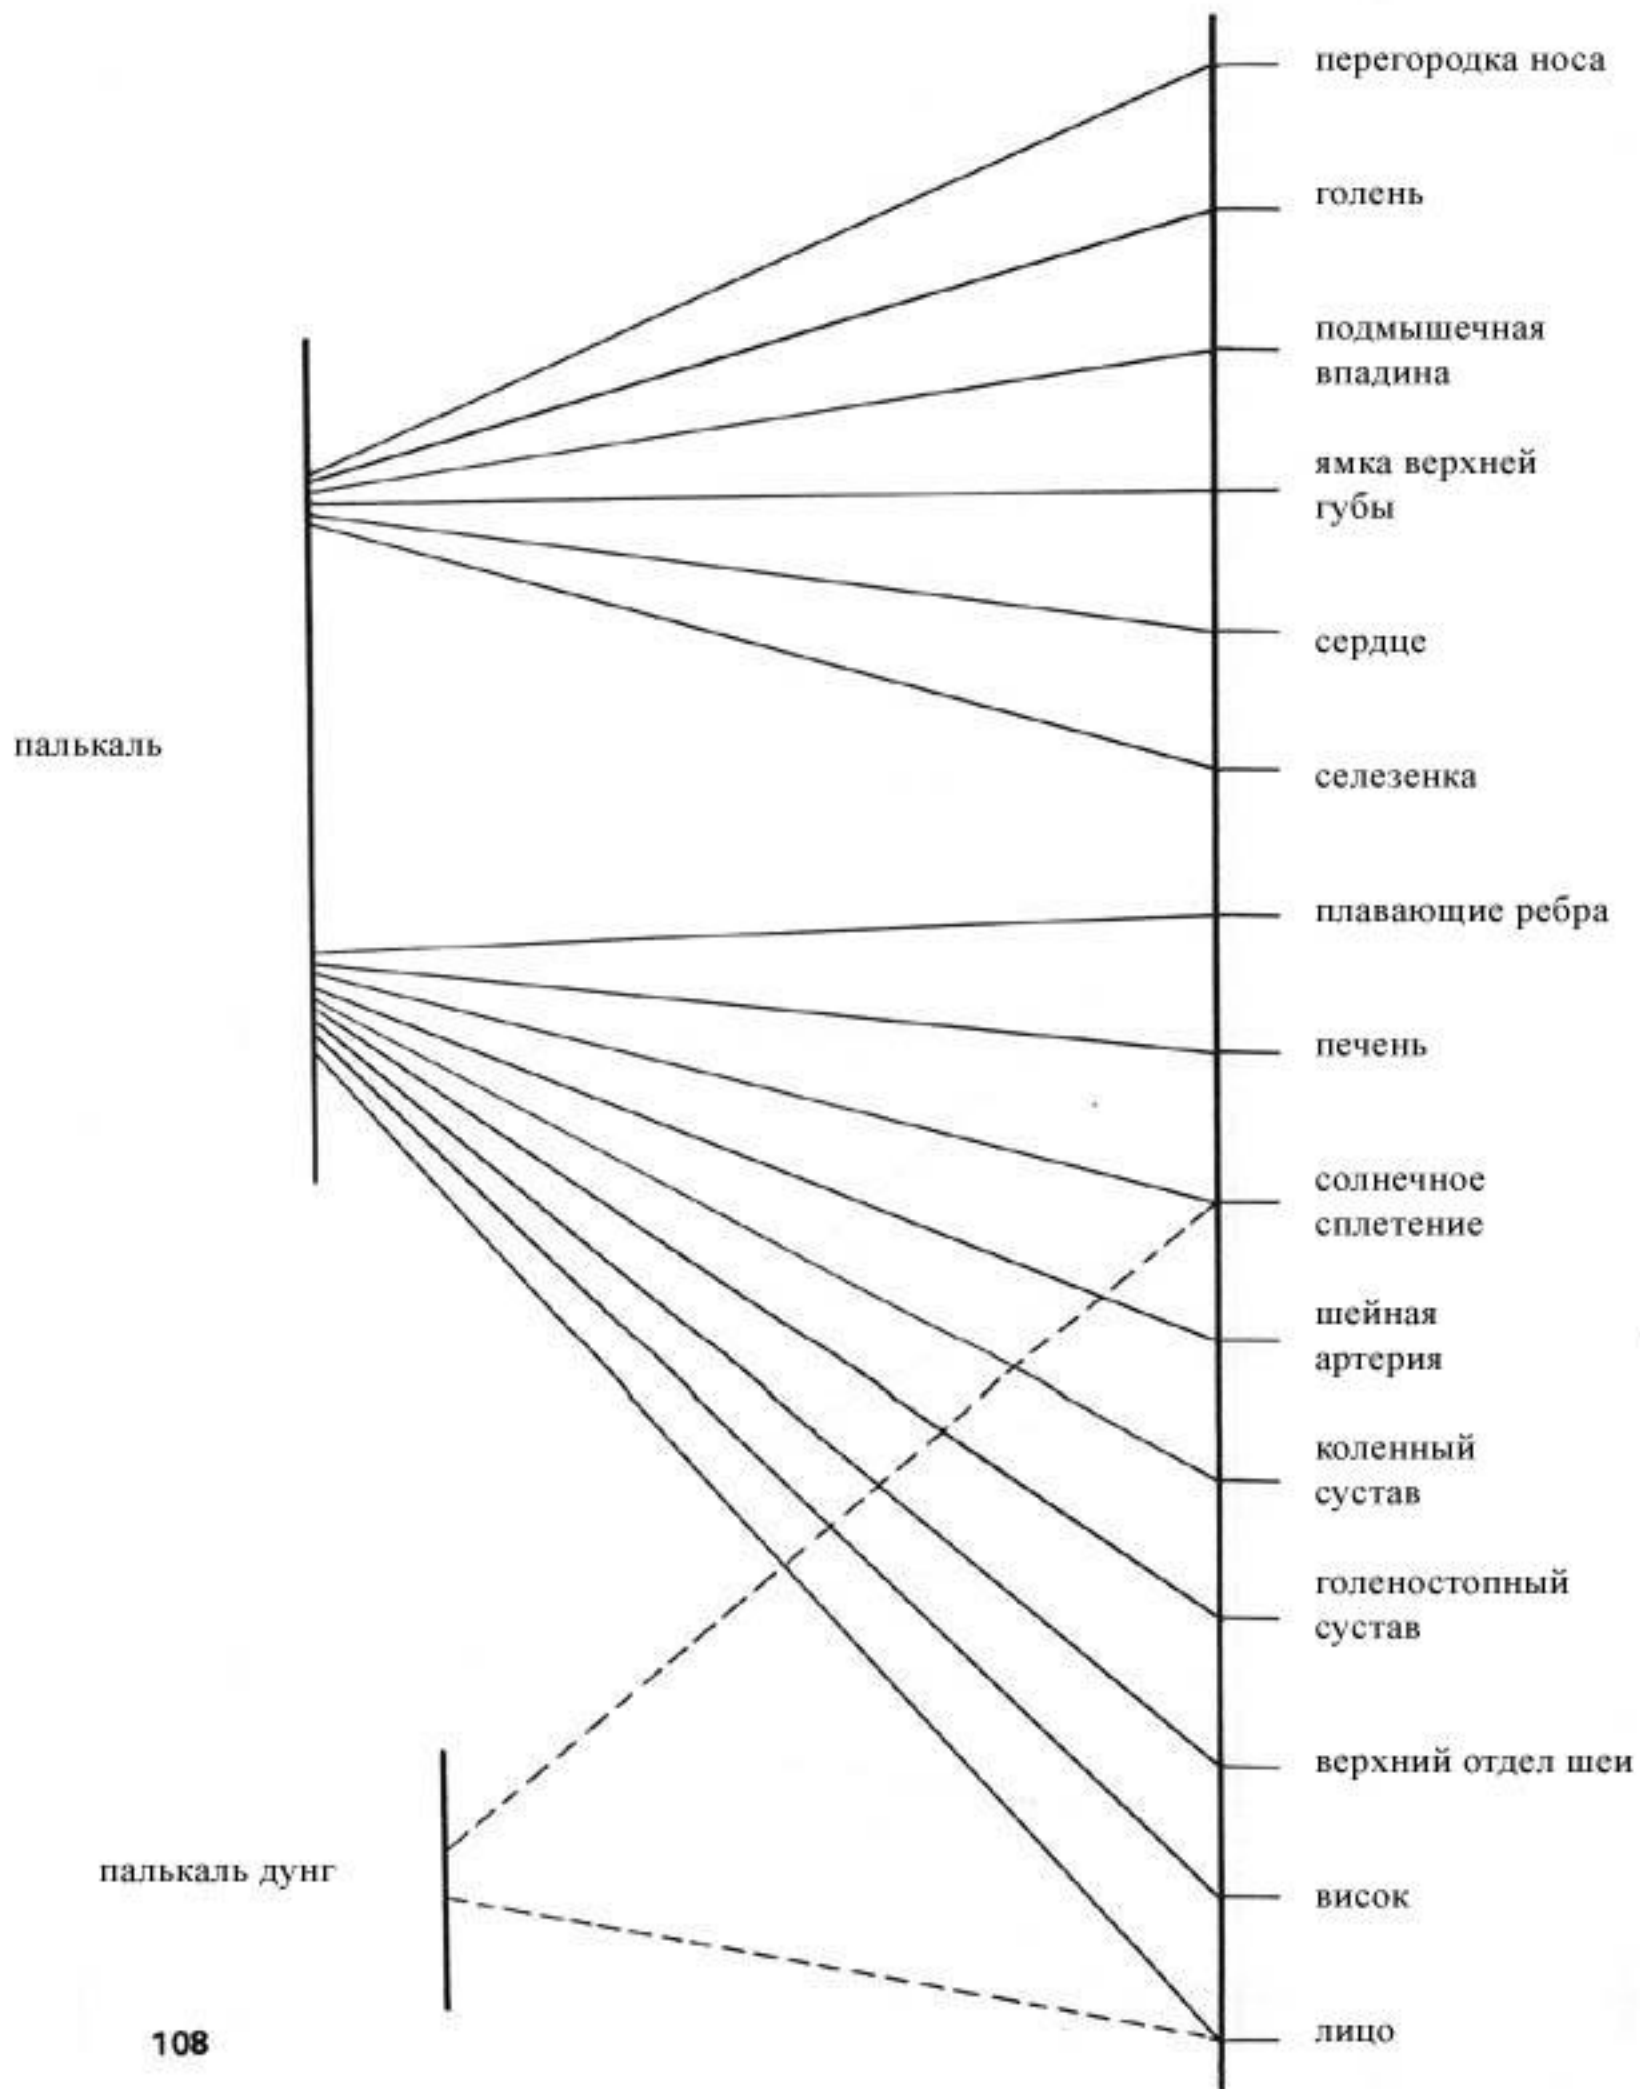 перегородка носа
голень
подмышечная
впадина
ямка верхней
губы
сердце
палькаль
селезенка
плавающие ребра
печень
солнечное
сплетение
шейная
артерия
коленный
сустав
голеностопный
сустав
верхний отдел шеи
палькаль дунг
висок
лицо
108